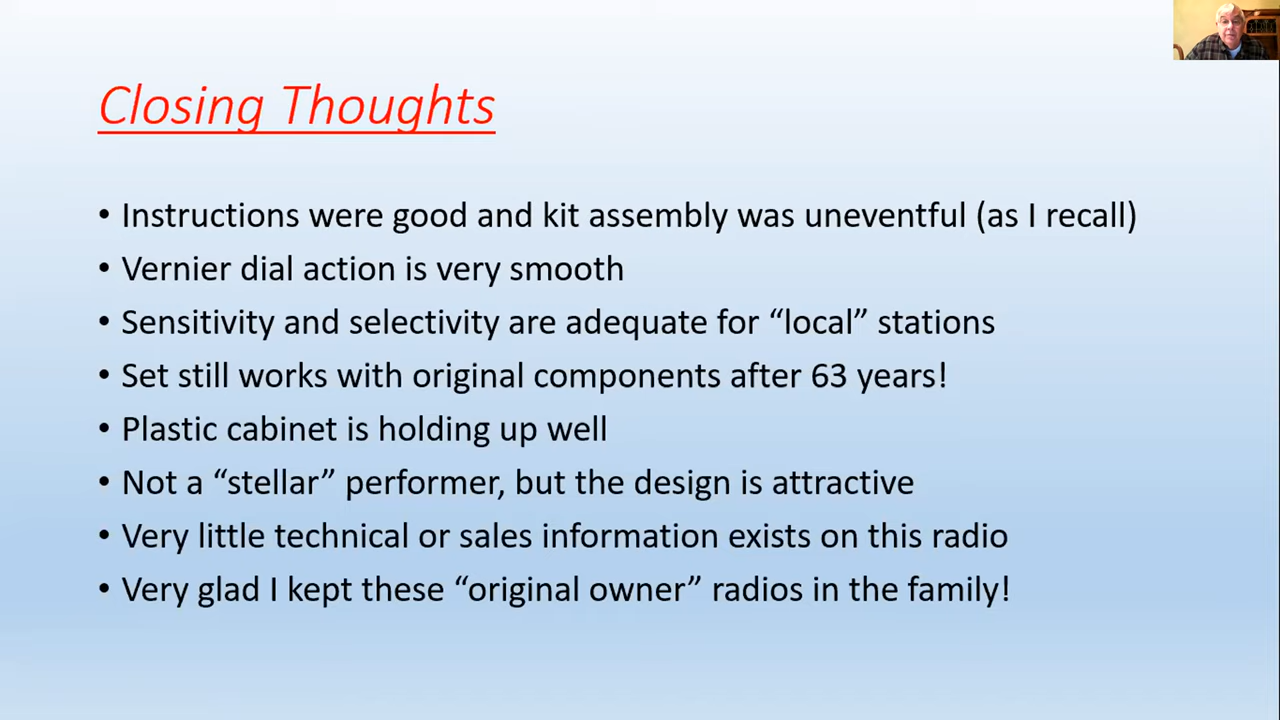 Closing Thoughts
• Instructions were good and kit assembly was uneventful (as I recall)
• Vernier dial action is very smooth
• Sensitivity and selectivity are adequate for “local” stations
• Set still works with original components after 63 years!
• Plastic cabinet is holding up well
• Not a “stellar” performer, but the design is attractive
• Very little technical or sales information exists on this radio
• Very glad I kept these “original owner” radios in the family!